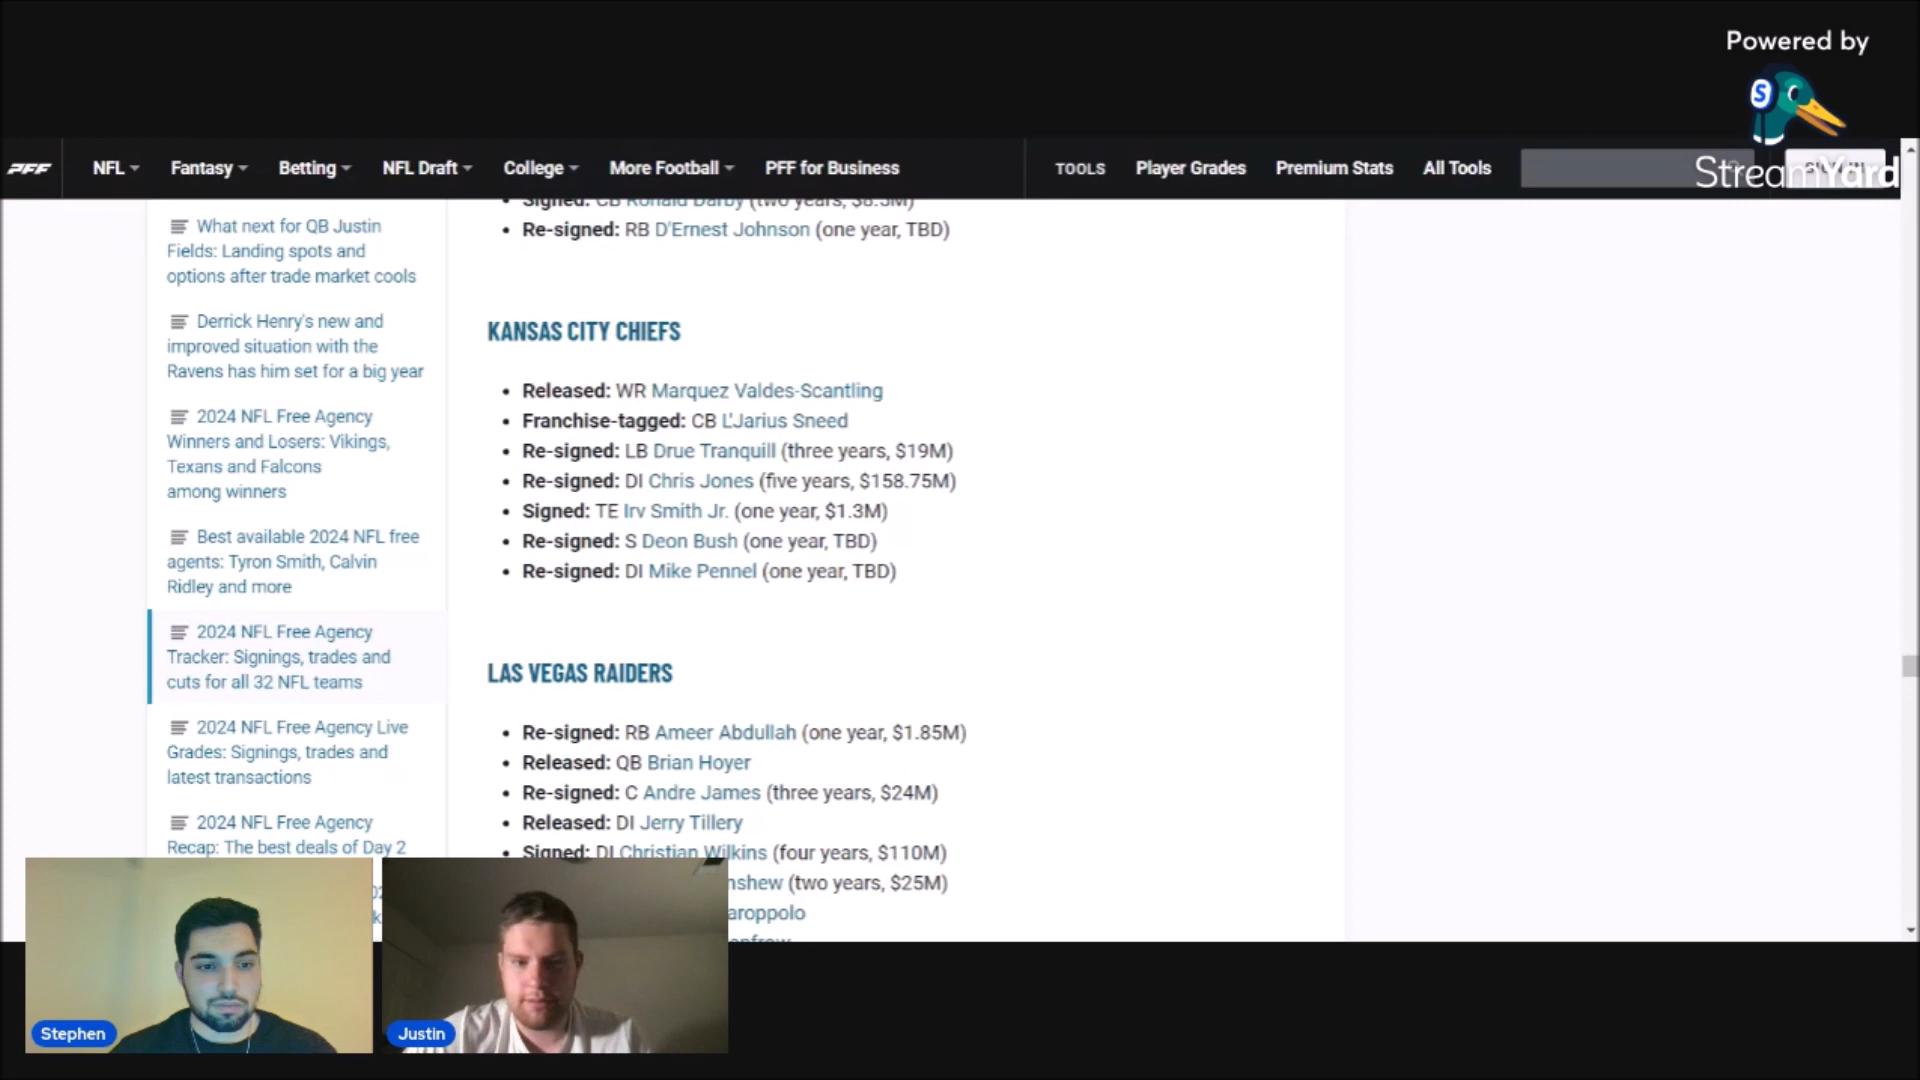 Powered by
StreamYard
PFF
NFL
Fantasy
Betting
NFL Draft
College
More Football
PFF for Business
TOOLS
Player Grades
Premium Stats
All Tools
What next for QB Justin
Fields: Landing spots and
options after trade market cools
Derrick Henry's new and
improved situation with the
Ravens has him set for a big year
2024 NFL Free Agency
Winners and Losers: Vikings,
Texans and Falcons
among winners
Best available 2024 NFL free
agents: Tyron Smith, Calvin
Ridley and more
2024 NFL Free Agency
Tracker: Signings, trades and
cuts for all 32 NFL teams
2024 NFL Free Agency Live
Grades: Signings, trades and
latest transactions
2024 NFL Free Agency
Recap: The best deals of Day 2
Signed: CB Ronald Darby (two years, $8.5M)
Re-signed: RB D'Ernest Johnson (one year, TBD)
KANSAS CITY CHIEFS
Released: WR Marquez Valdes-Scantling
Franchise-tagged: CB L'Jarius Sneed
Re-signed: LB Drue Tranquill (three years, $19M)
Re-signed: DI Chris Jones (five years, $158.75M)
Signed: TE Irv Smith Jr. (one year, $1.3M)
Re-signed: S Deon Bush (one year, TBD)
Re-signed: DI Mike Pennel (one year, TBD)
LAS VEGAS RAIDERS
Re-signed: RB Ameer Abdullah (one year, $1.85M)
Released: QB Brian Hoyer
Re-signed: C Andre James (three years, $24M)
Released: DI Jerry Tillery
Signed: DI Christian Wilkins (four years, $110M)
nshew (two years, $25M)
aroppolo
Stephen
Justin